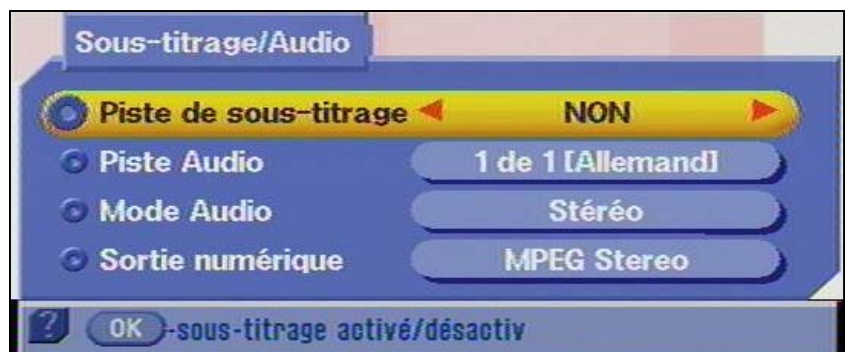 Sous-titrage/Audio
Piste de sous-titrage NON
Piste Audio 1 de 1 [Allemand]
Mode Audio Stéréo
Sortie numérique MPEG Stereo
? OK -sous-titrage activé/désactiv